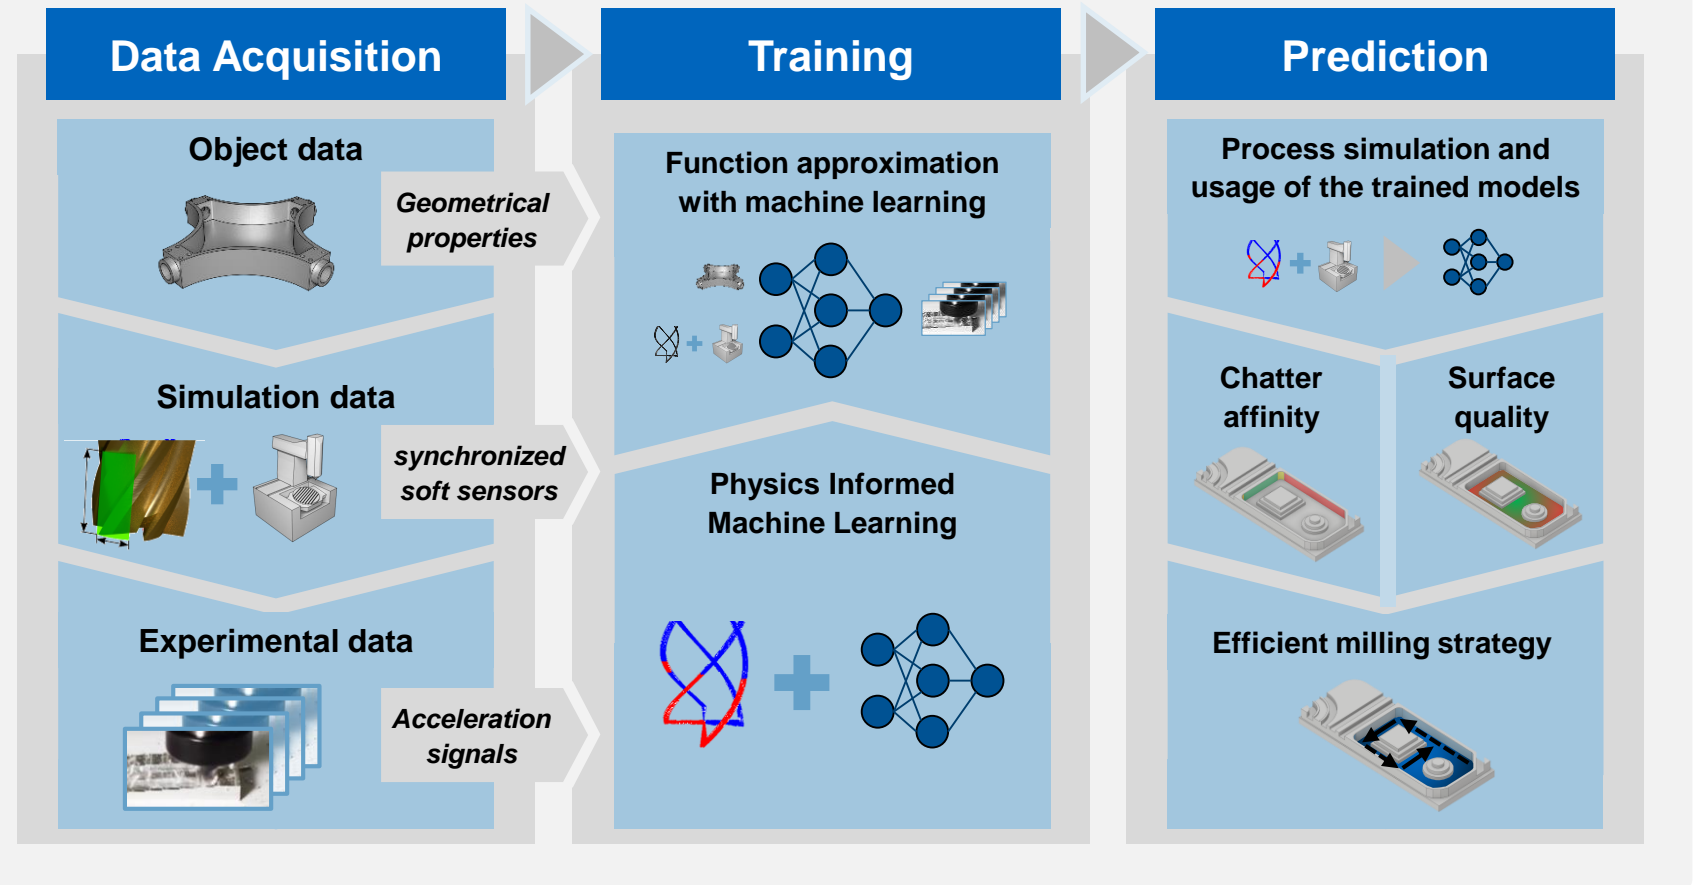 Data Acquisition
Object data
Geometrical
properties
Simulation data
synchronized
soft sensors
Experimental data
Acceleration
signals
Training
Function approximation
with machine learning
Physics Informed
Machine Learning
Prediction
Process simulation and
usage of the trained models
Chatter
affinity
Surface
quality
Efficient milling strategy